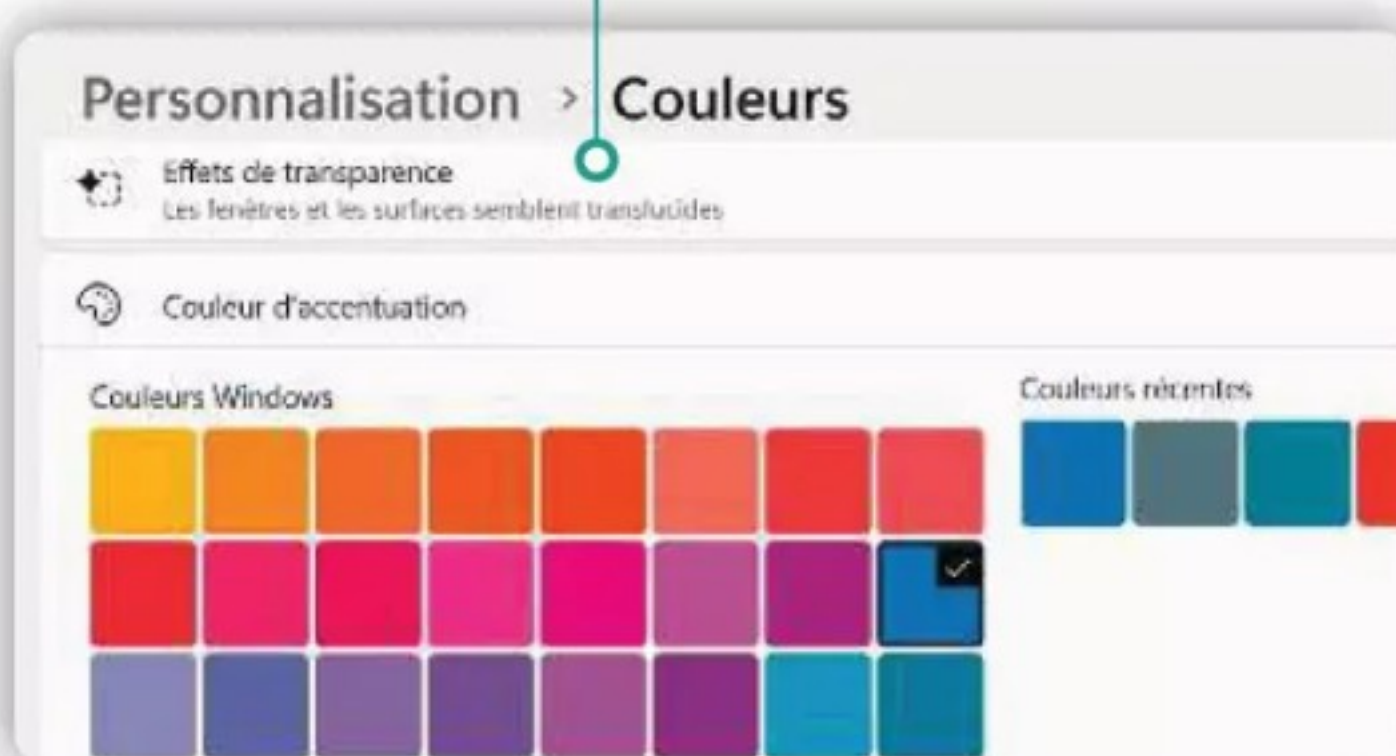 Personnalisation > Couleurs
Effets de transparence
Les fenêtres et les surfaces semblent translucides
Couleur d'accentuation
Couleurs Windows
Couleurs récentes